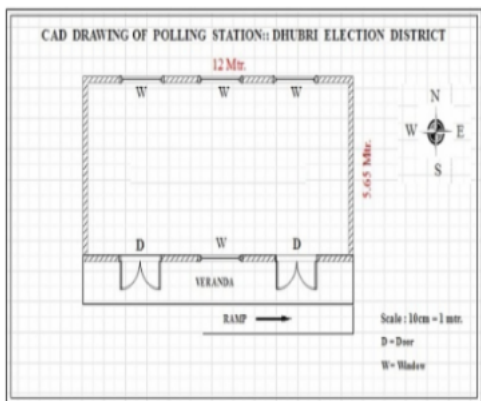 CAD DRAWING OF POLLING STATION:: DHUBRI ELECTION DISTRICT
12 Mtr.
W W W
N
W E
S
5.65 Mtr.
D W D
VERANDA
RAMP
Scale : 10cm = 1 mtr.
D = Door
W= Window